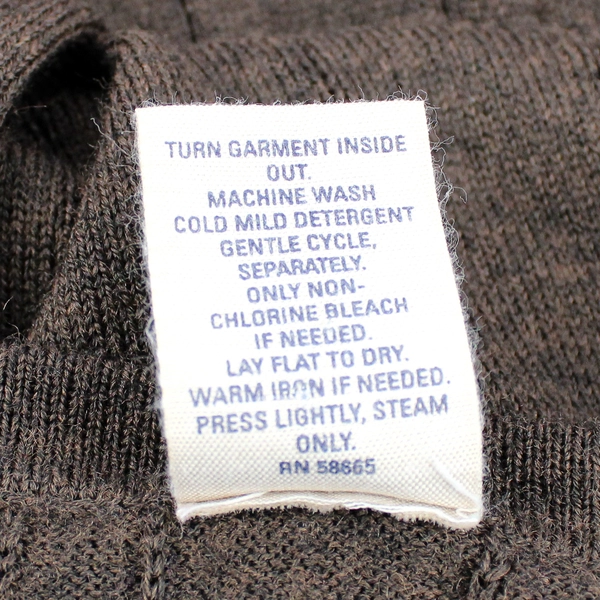 TURN GARMENT INSIDE
OUT.
MACHINE WASH
COLD MILD DETERGENT
GENTLE CYCLE,
SEPARATELY.
ONLY NON-
CHLORINE BLEACH
IF NEEDED.
LAY FLAT TO DRY.
WARM IRON IF NEEDED.
PRESS LIGHTLY, STEAM
ONLY.
RN 58665